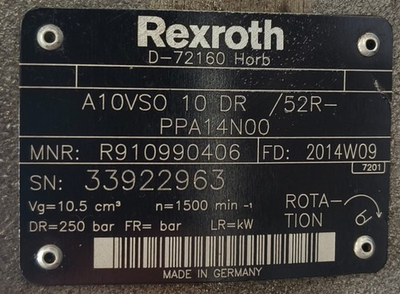 Rexroth
D-72160 Horb
A10VSO 10 DR /52R-
PPA14N00
MNR: R910990406 FD: 2014W09
7201
SN: 33922963
Vg=10.5 cm³ n=1500 min -1 ROTA-
TION
DR=250 bar FR= bar LR=kW
MADE IN GERMANY